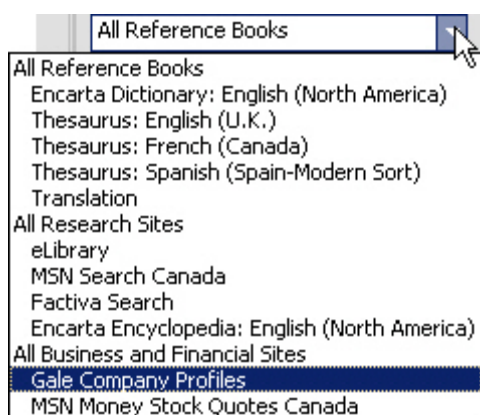 All Reference Books
All Reference Books
Encarta Dictionary: English (North America)
Thesaurus: English (U.K.)
Thesaurus: French (Canada)
Thesaurus: Spanish (Spain-Modern Sort)
Translation
All Research Sites
eLibrary
MSN Search Canada
Factiva Search
Encarta Encyclopedia: English (North America)
All Business and Financial Sites
Gale Company Profiles
MSN Money Stock Quotes Canada